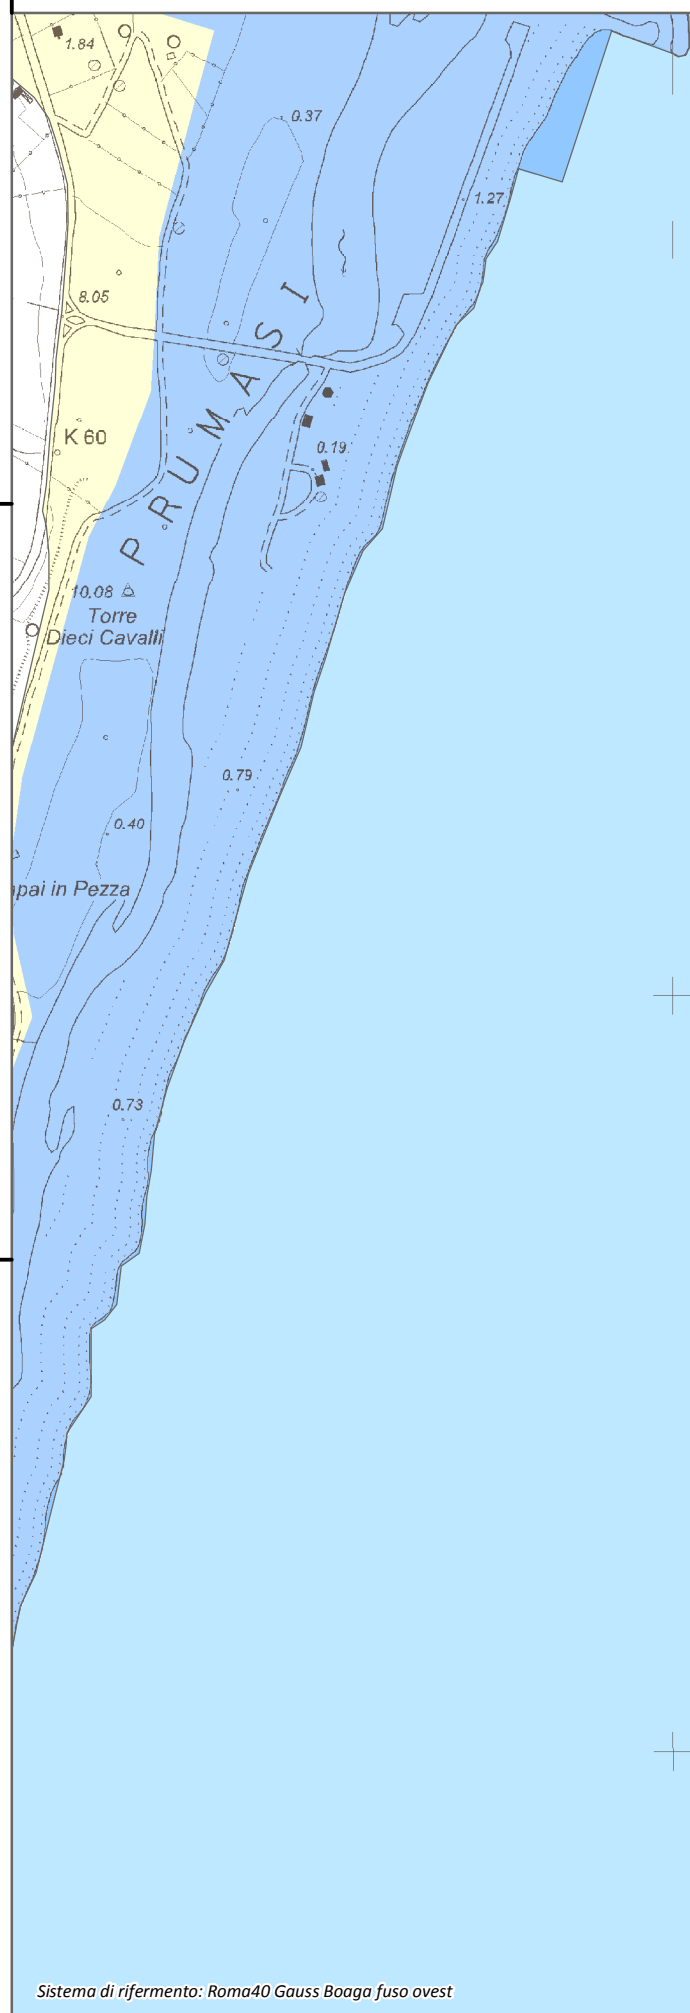 1.84
0.37
1.27
8.05
PRUMASI
K 60
0.19
10.08
Torre
Dieci Cavalli
0.79
0.40
pai in Pezza
0.73
Sistema di rifermento: Roma40 Gauss Boaga fuso ovest